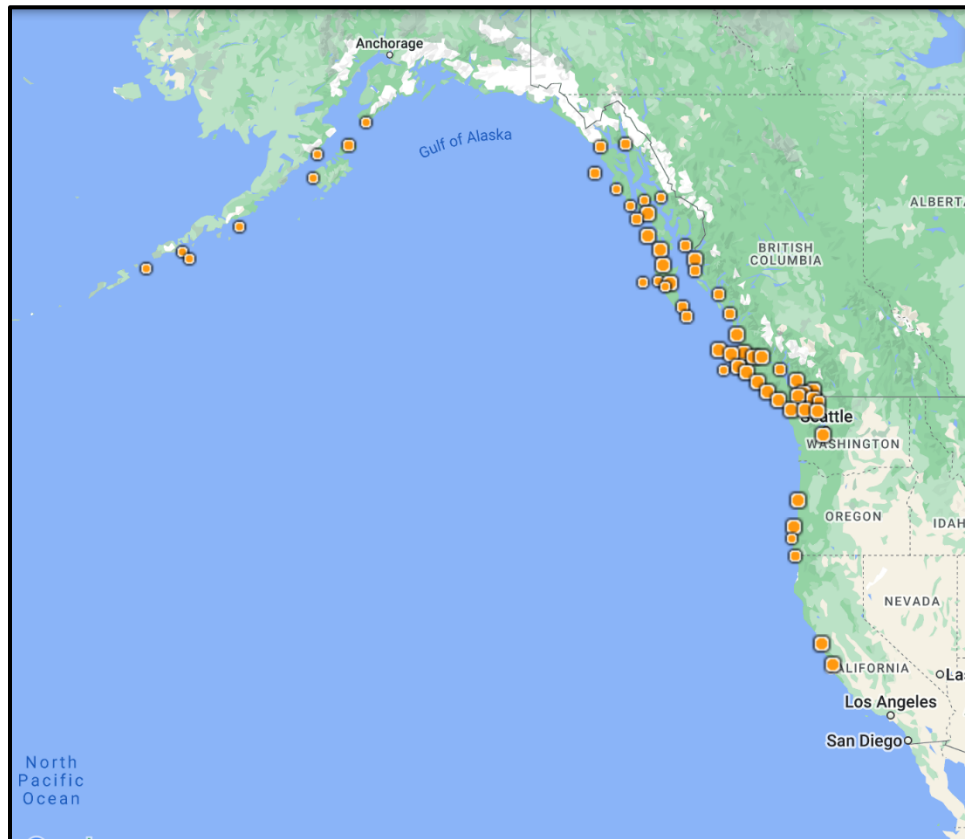 Anchorage
Gulf of Alaska
ALBERTA
BRITISH
COLUMBIA
Seattle
WASHINGTON
OREGON
IDAH
NEVADA
ALIFORNIA
Las
Los Angeles
San Diego
North
Pacific
Ocean